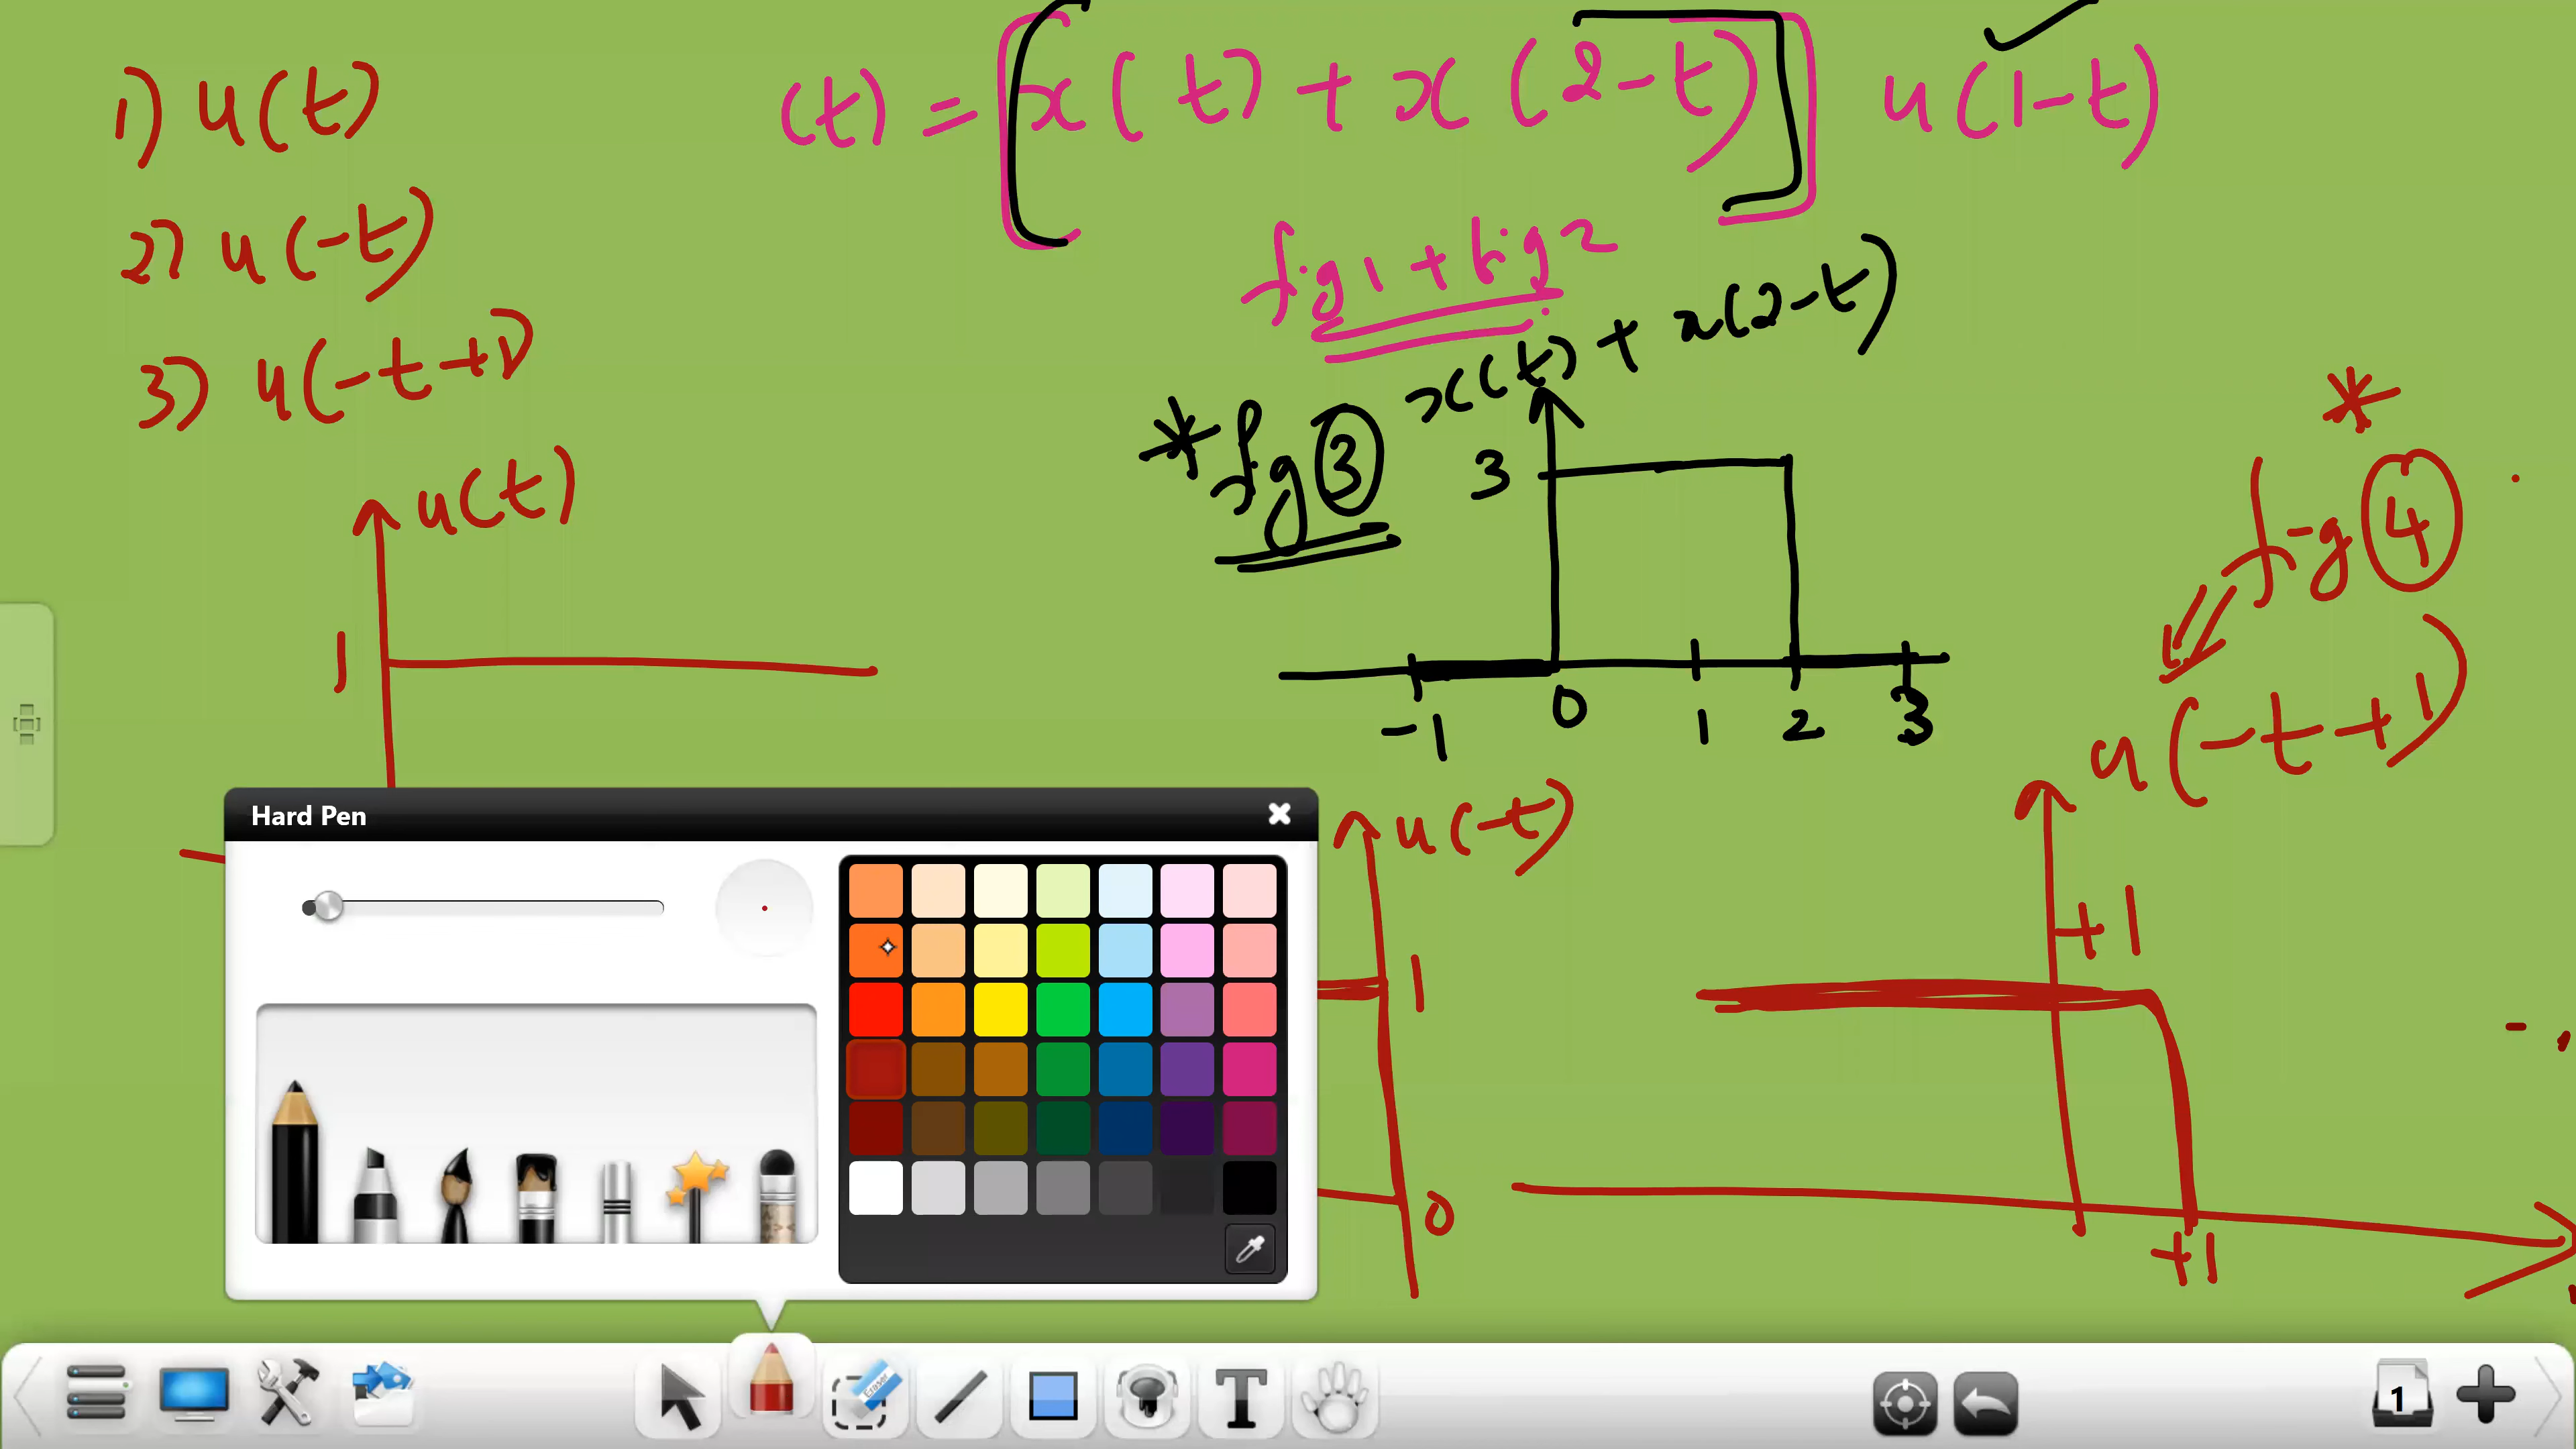 1) u(t)
2) u(-t)
3) u(-t+1)
(t) = [x(t) + x(2-t)] u(1-t)
fig1 + fig2
x(t) + x(2-t)
* fig 3
3
-1 0 1 2 3
u(t)
1
*
fig 4
u(-t+1)
+1
+1
u(-t)
1
0
Hard Pen
Eraser
T
1